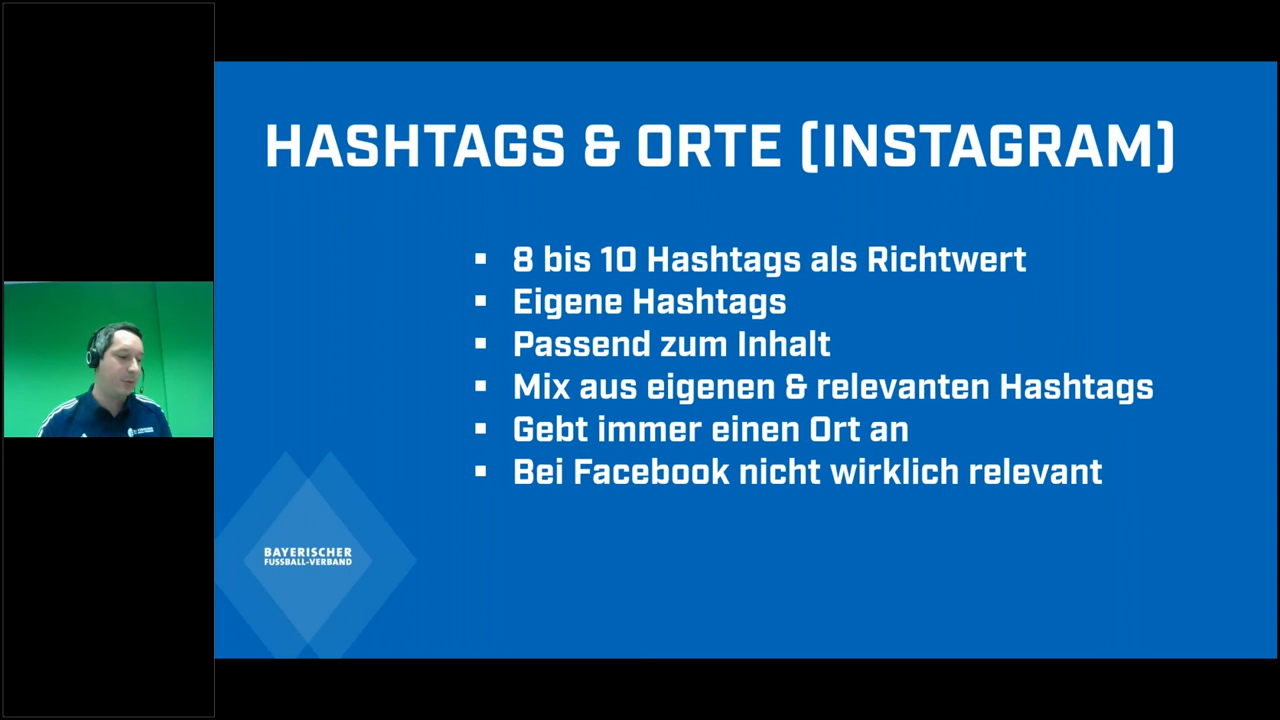 HASHTAGS & ORTE (INSTAGRAM)
▪ 8 bis 10 Hashtags als Richtwert
▪ Eigene Hashtags
▪ Passend zum Inhalt
▪ Mix aus eigenen & relevanten Hashtags
▪ Gebt immer einen Ort an
▪ Bei Facebook nicht wirklich relevant
BAYERISCHER
FUSSBALL-VERBAND